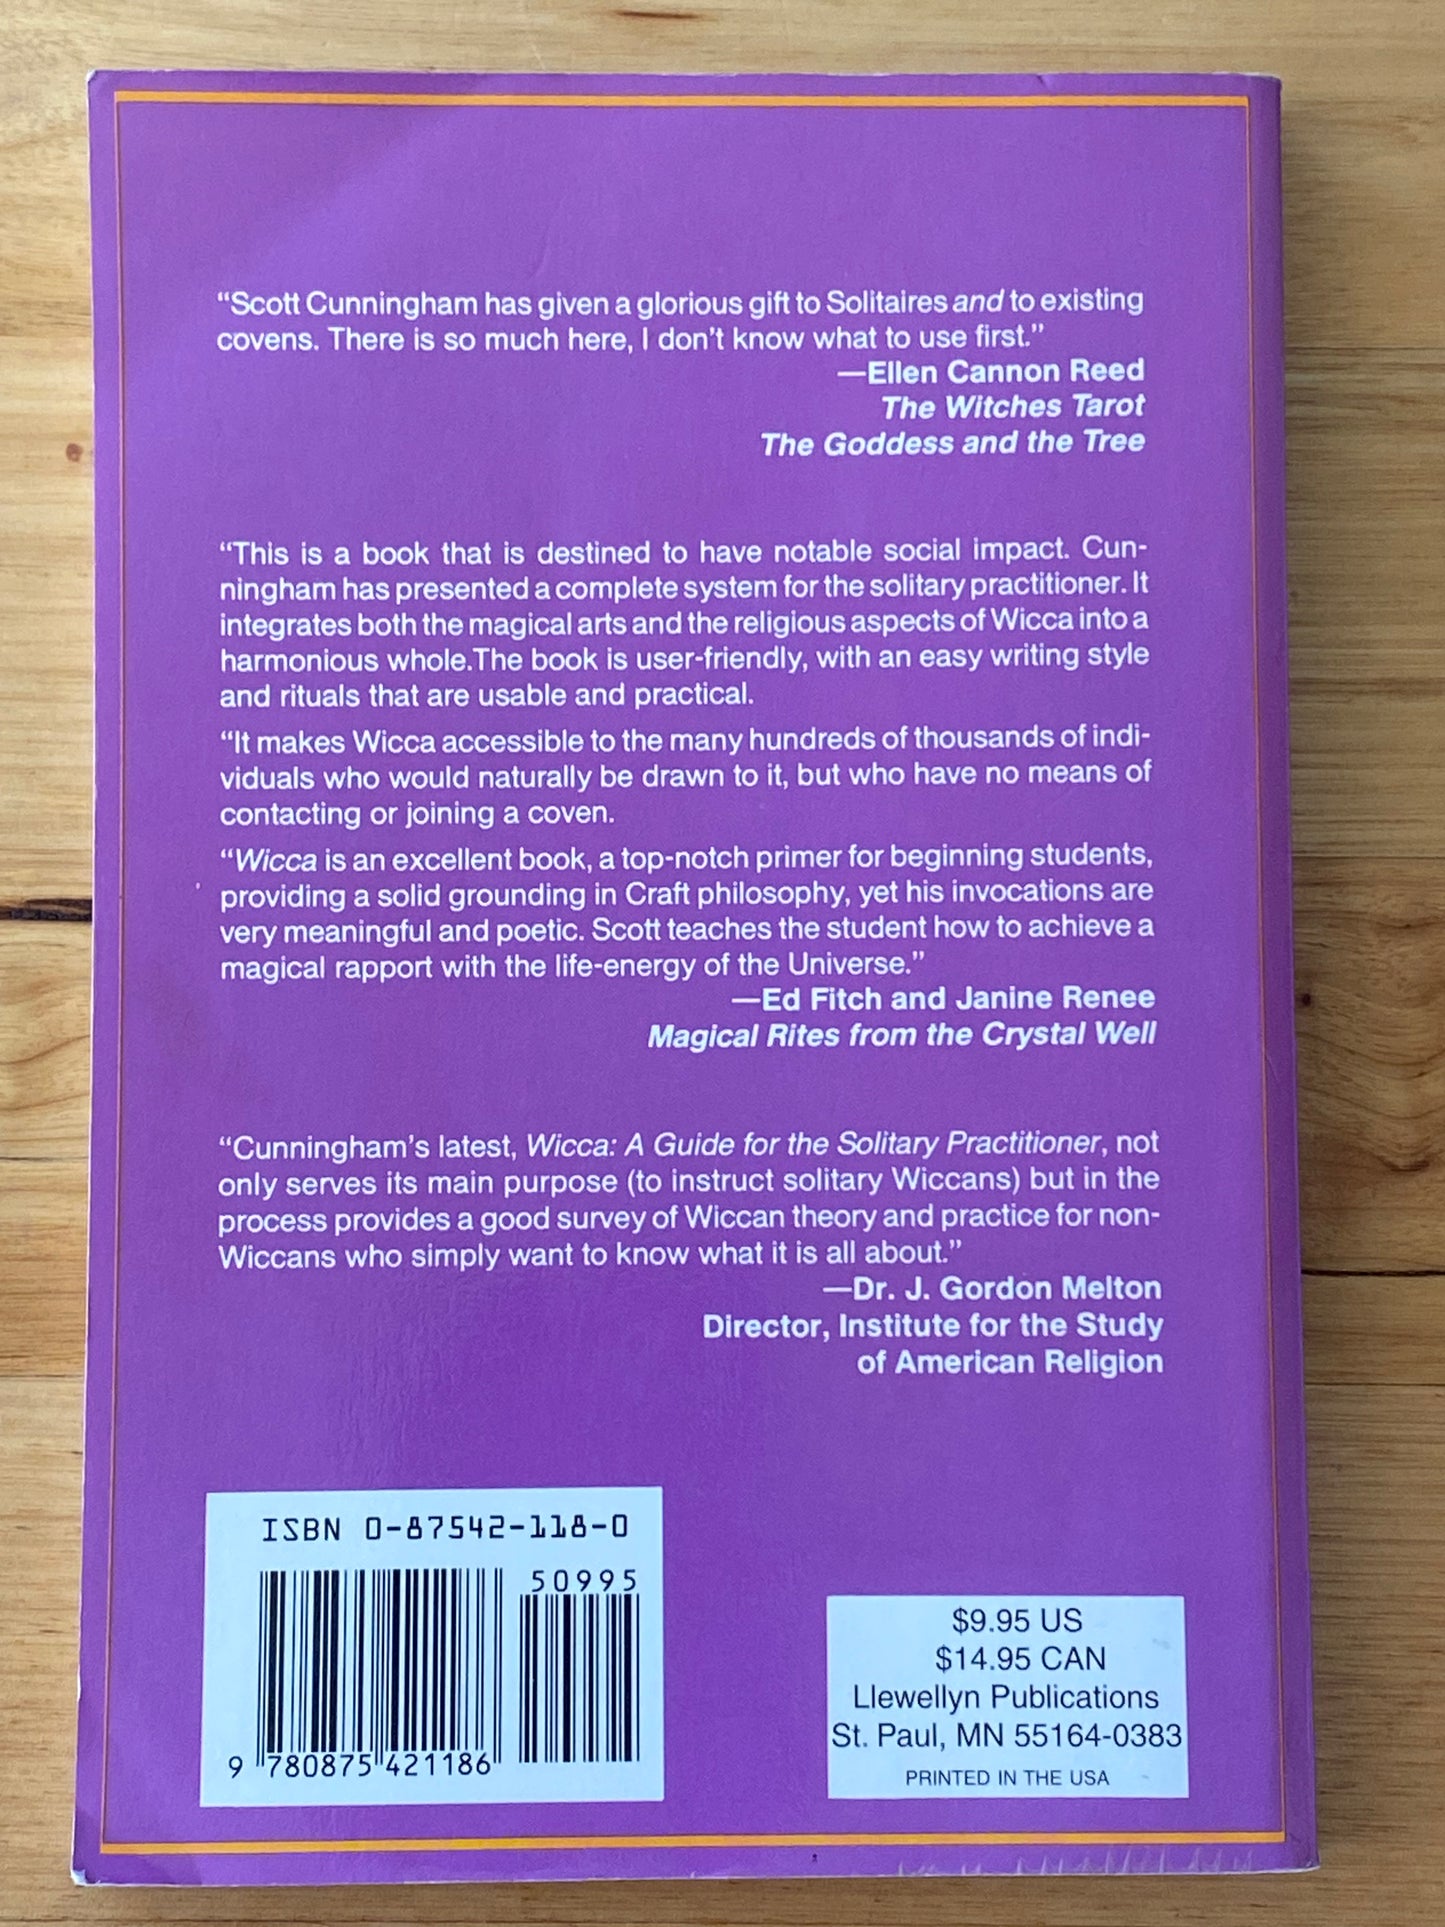 “Scott Cunningham has given a glorious gift to Solitaires and to existing
covens. There is so much here, I don’t know what to use first.”
—Ellen Cannon Reed
The Witches Tarot
The Goddess and the Tree
“This is a book that is destined to have notable social impact. Cun-
ningham has presented a complete system for the solitary practitioner. It
integrates both the magical arts and the religious aspects of Wicca into a
harmonious whole.The book is user-friendly, with an easy writing style
and rituals that are usable and practical.
“It makes Wicca accessible to the many hundreds of thousands of indi-
viduals who would naturally be drawn to it, but who have no means of
contacting or joining a coven.
“Wicca is an excellent book, a top-notch primer for beginning students,
providing a solid grounding in Craft philosophy, yet his invocations are
very meaningful and poetic. Scott teaches the student how to achieve a
magical rapport with the life-energy of the Universe.”
—Ed Fitch and Janine Renee
Magical Rites from the Crystal Well
“Cunningham’s latest, Wicca: A Guide for the Solitary Practitioner, not
only serves its main purpose (to instruct solitary Wiccans) but in the
process provides a good survey of Wiccan theory and practice for non-
Wiccans who simply want to know what it is all about.”
—Dr. J. Gordon Melton
Director, Institute for the Study
of American Religion
ISBN 0-87542-118-0
50995
9 780875 421186
$9.95 US
$14.95 CAN
Llewellyn Publications
St. Paul, MN 55164-0383
PRINTED IN THE USA